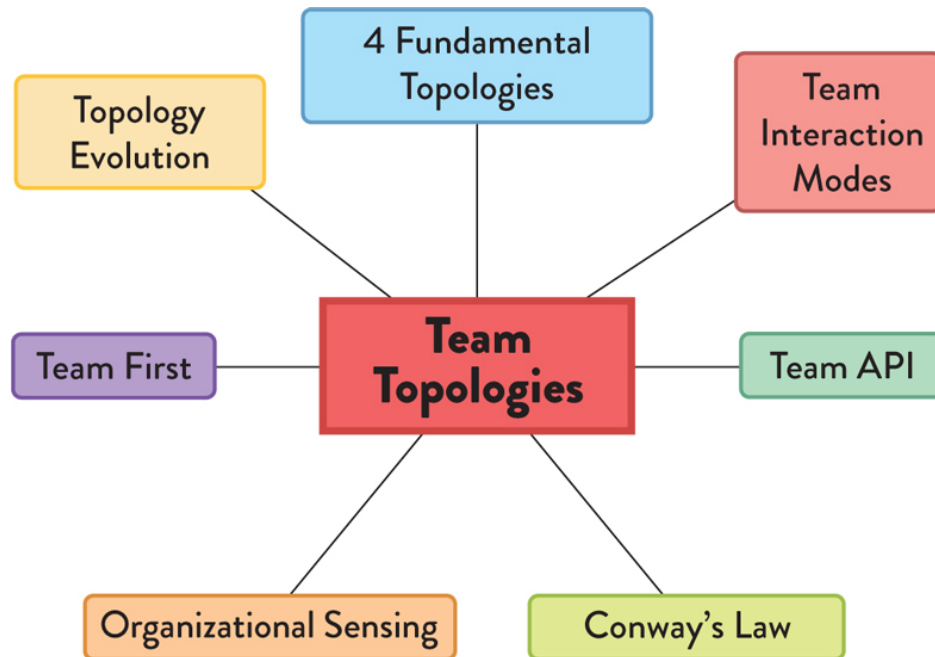 4 Fundamental
Topologies
Topology
Evolution
Team
Interaction
Modes
Team
Topologies
Team First
Team API
Organizational Sensing
Conway’s Law